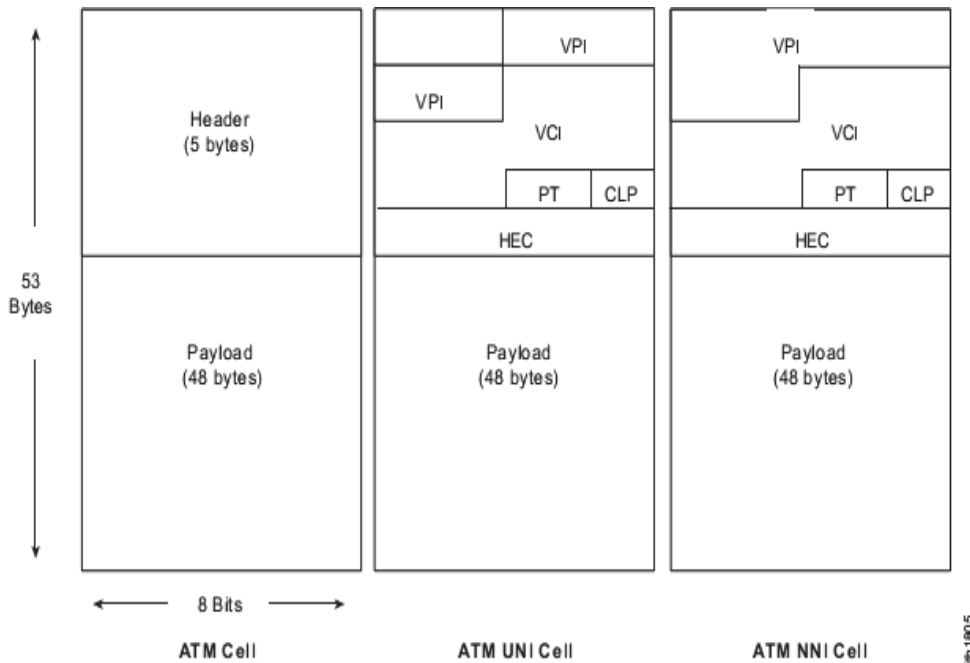 Header
(5 bytes)
53
Bytes
Payload
(48 bytes)
8 Bits
ATM Cell
VPI
VPI
VCI
PT
CLP
HEC
Payload
(48 bytes)
ATM UNI Cell
VPI
VCI
PT
CLP
HEC
Payload
(48 bytes)
ATM NNI Cell